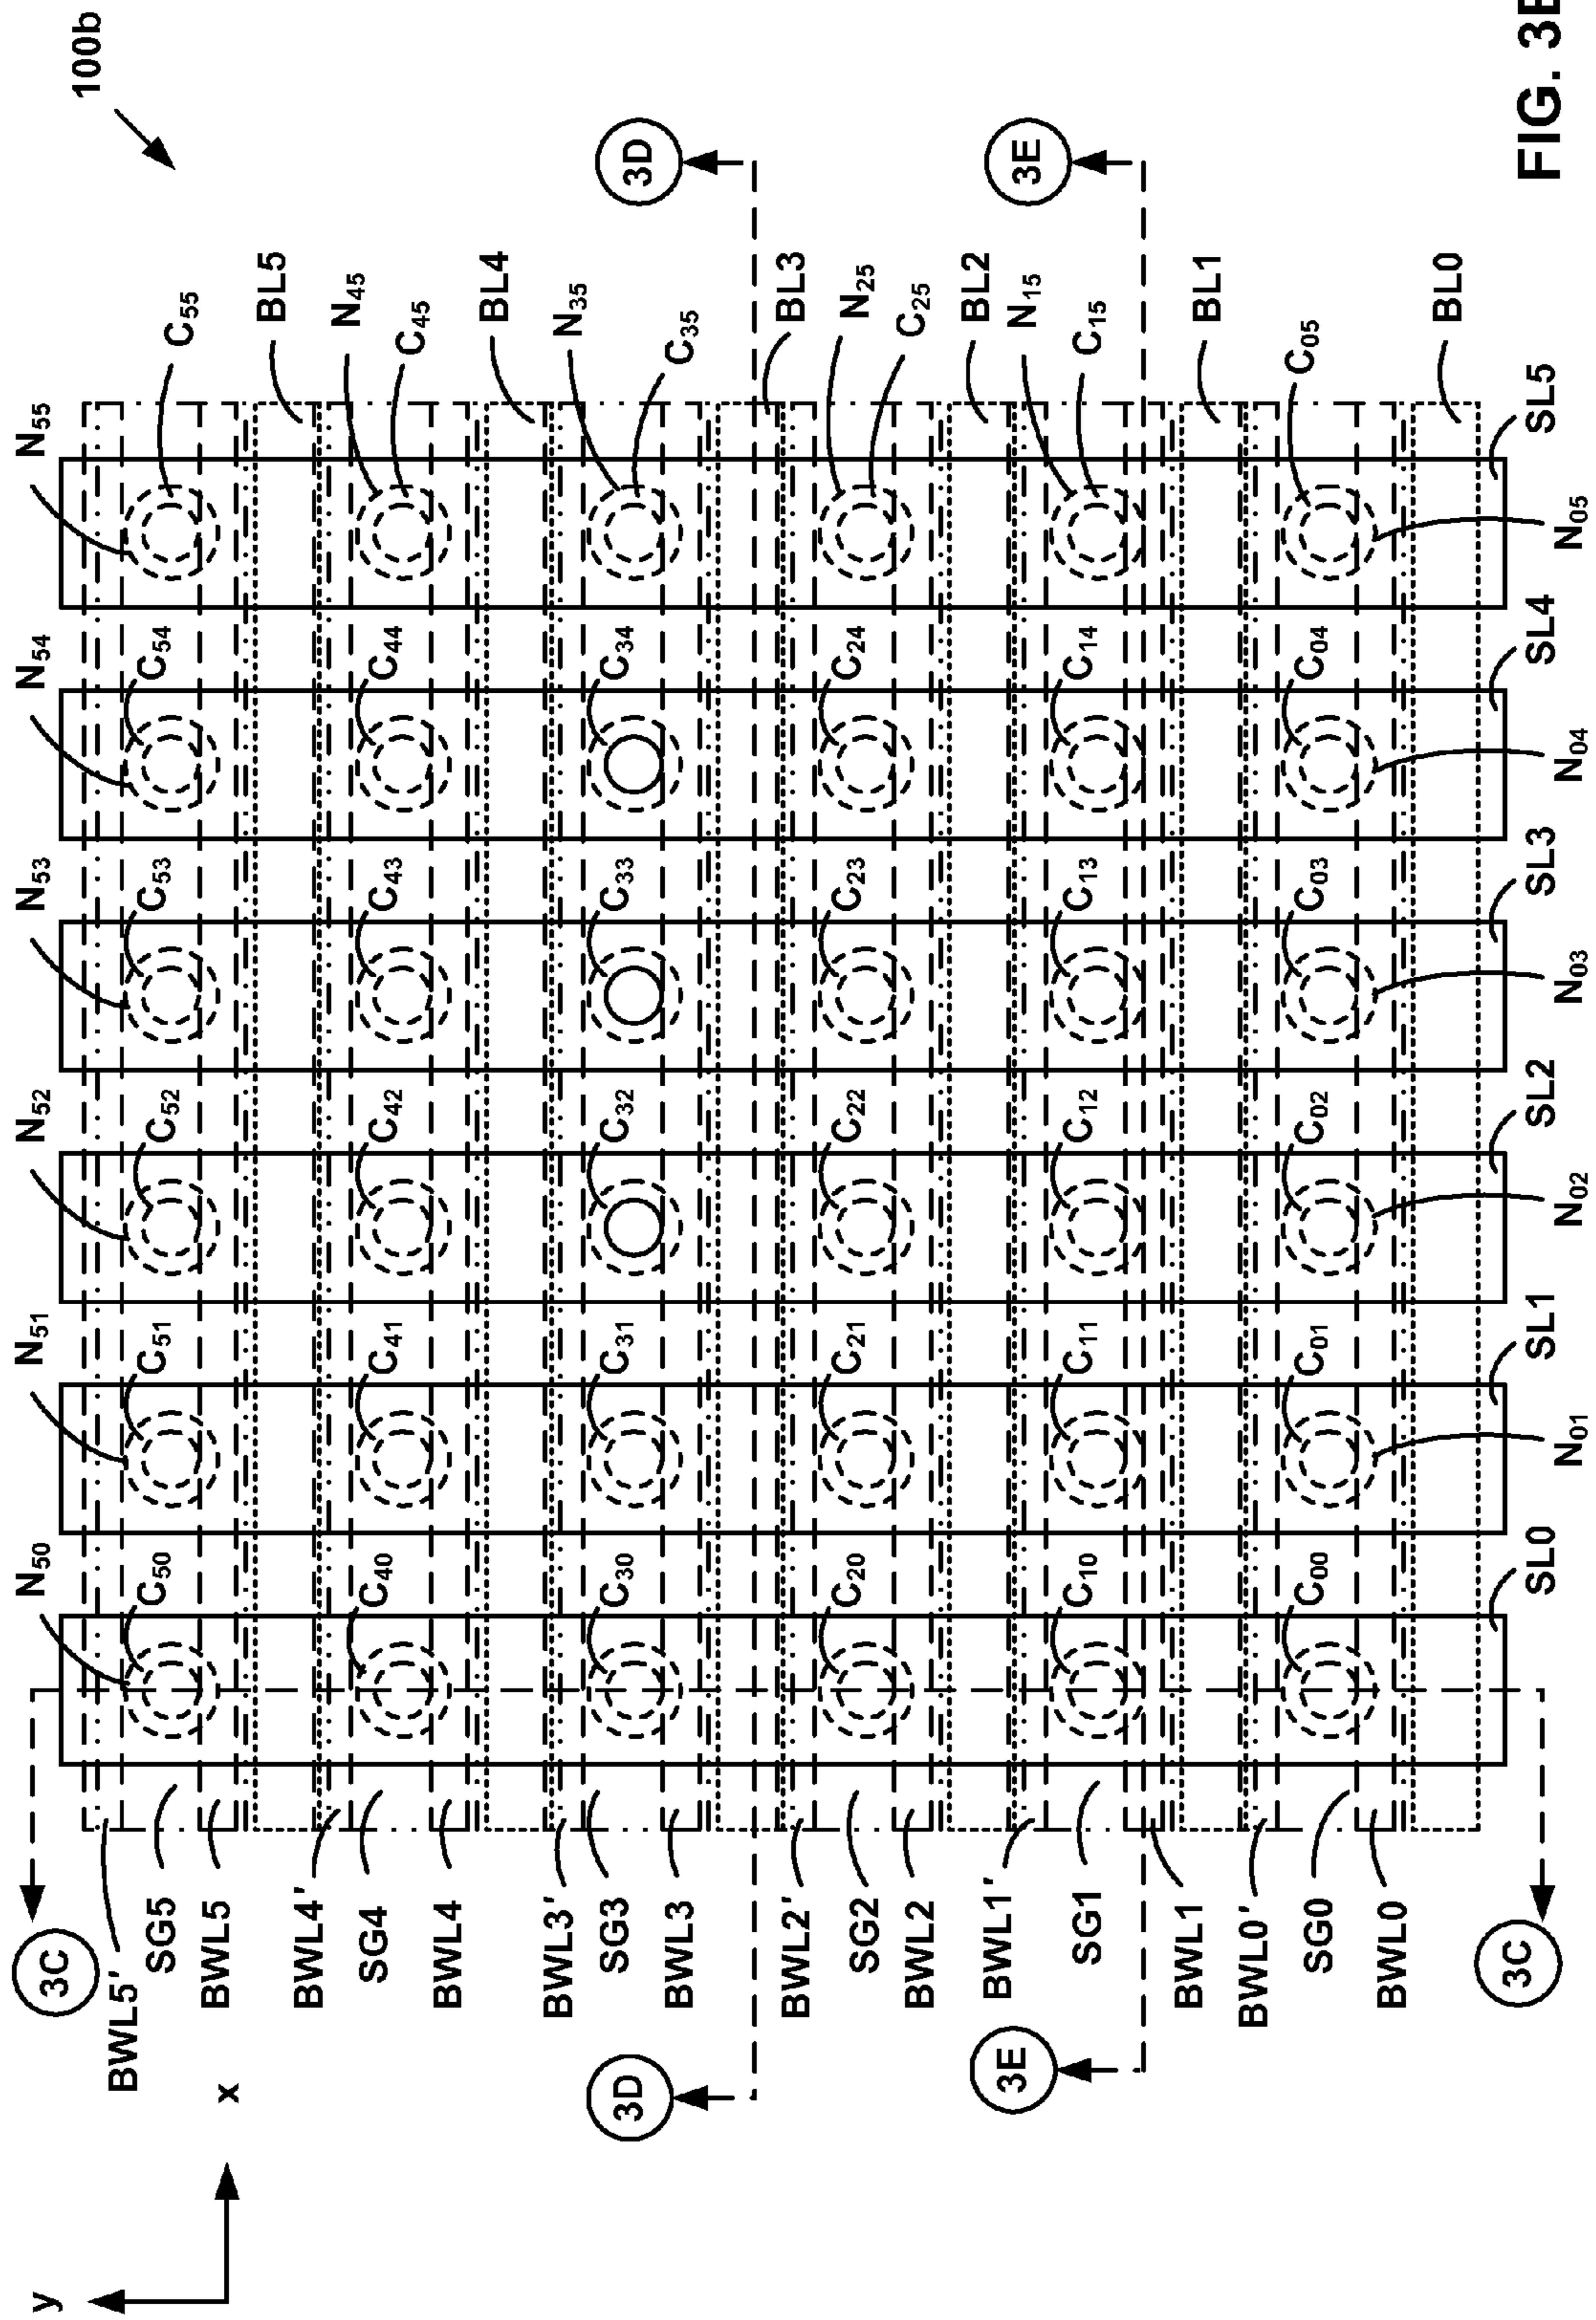 100b
y
x
3C
N₅₀
N₅₁
N₅₂
N₅₃
N₅₄
N₅₅
BWL5′
SG5
BWL5
C₅₀
C₅₁
C₅₂
C₅₃
C₅₄
C₅₅
BL5
BWL4′
SG4
BWL4
C₄₀
C₄₁
C₄₂
C₄₃
C₄₄
N₄₅
C₄₅
BL4
BWL3′
SG3
BWL3
C₃₀
C₃₁
C₃₂
C₃₃
C₃₄
N₃₅
C₃₅
3D
3D
BL3
BWL2′
SG2
BWL2
C₂₀
C₂₁
C₂₂
C₂₃
C₂₄
N₂₅
C₂₅
BL2
BWL1′
SG1
BWL1
C₁₀
C₁₁
C₁₂
C₁₃
C₁₄
N₁₅
C₁₅
3E
3E
BL1
BWL0′
SG0
BWL0
C₀₀
C₀₁
C₀₂
C₀₃
C₀₄
C₀₅
BL0
3C
SL0
SL1
SL2
SL3
SL4
SL5
N₀₁
N₀₂
N₀₃
N₀₄
N₀₅
FIG. 3B